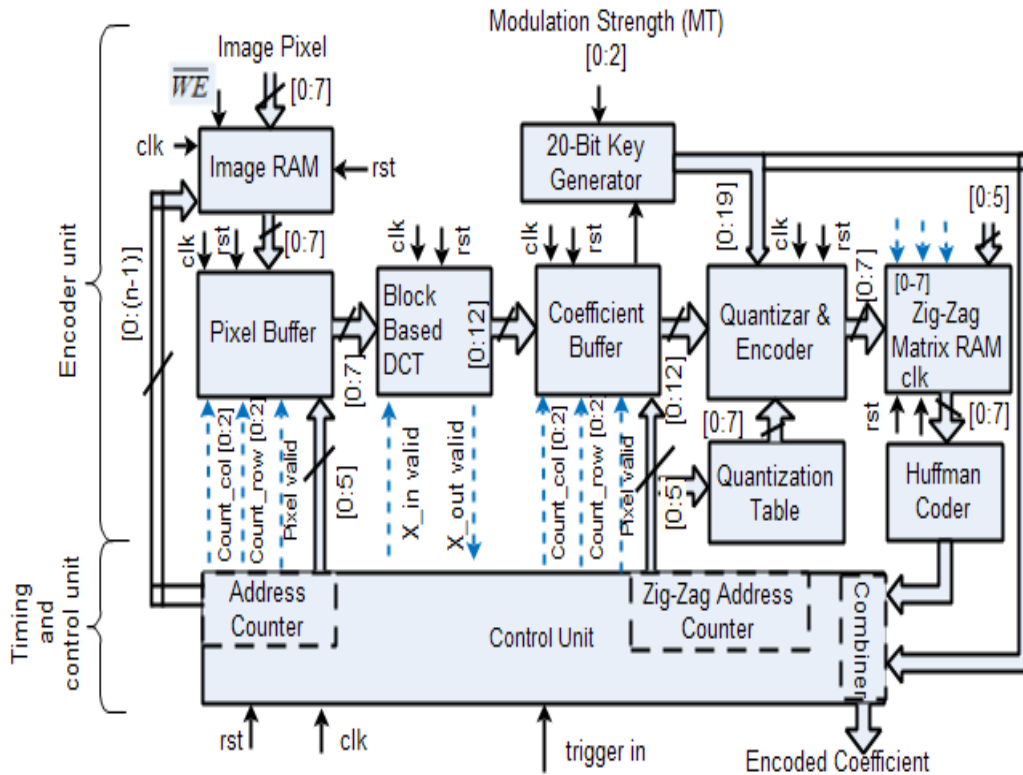 Modulation Strength (MT)
[0:2]
Image Pixel
[0:7]
WE
clk
Image RAM
rst
20-Bit Key
Generator
[0:19]
[0:5]
[0:(n-1)]
clk
rst
[0:7]
clk
rst
clk
rst
clk
rst
[0:7]
Pixel Buffer
[0:7]
Block
Based
DCT
[0:12]
Coefficient
Buffer
[0:12]
Quantizar &
Encoder
[0-7]
Zig-Zag
Matrix RAM
clk
rst
[0:7]
Count_col [0:2]
Count_row [0:2]
Pixel valid
[0:5]
X_in valid
X_out valid
Count_col [0:2]
Count_row [0:2]
Pixel valid
[0:5]
[0:7]
Quantization
Table
Huffman
Coder
Encoder unit
Timing
and
control unit
Address
Counter
Control Unit
Zig-Zag Address
Counter
Combiner
rst
clk
trigger in
Encoded Coefficient